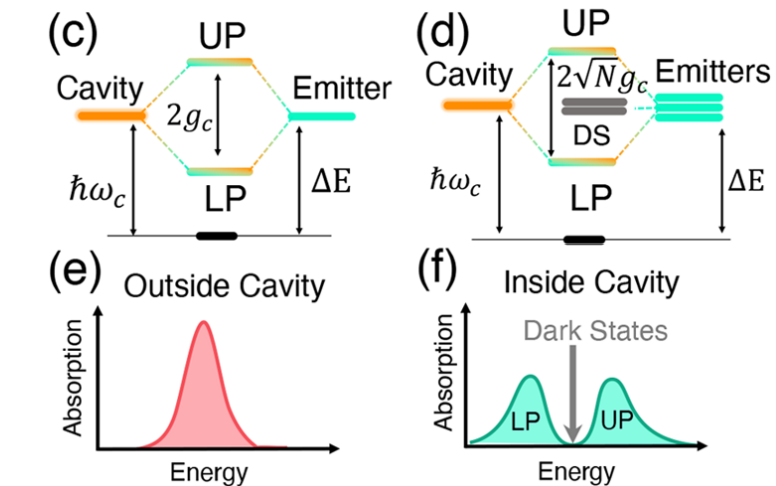 (c)
UP
Cavity
Emitter
2g_c
ħω_c
LP
ΔE
(d)
UP
Cavity
2√N g_c
Emitters
DS
ħω_c
LP
ΔE
(e)
Outside Cavity
Absorption
Energy
(f)
Inside Cavity
Dark States
Absorption
LP
UP
Energy